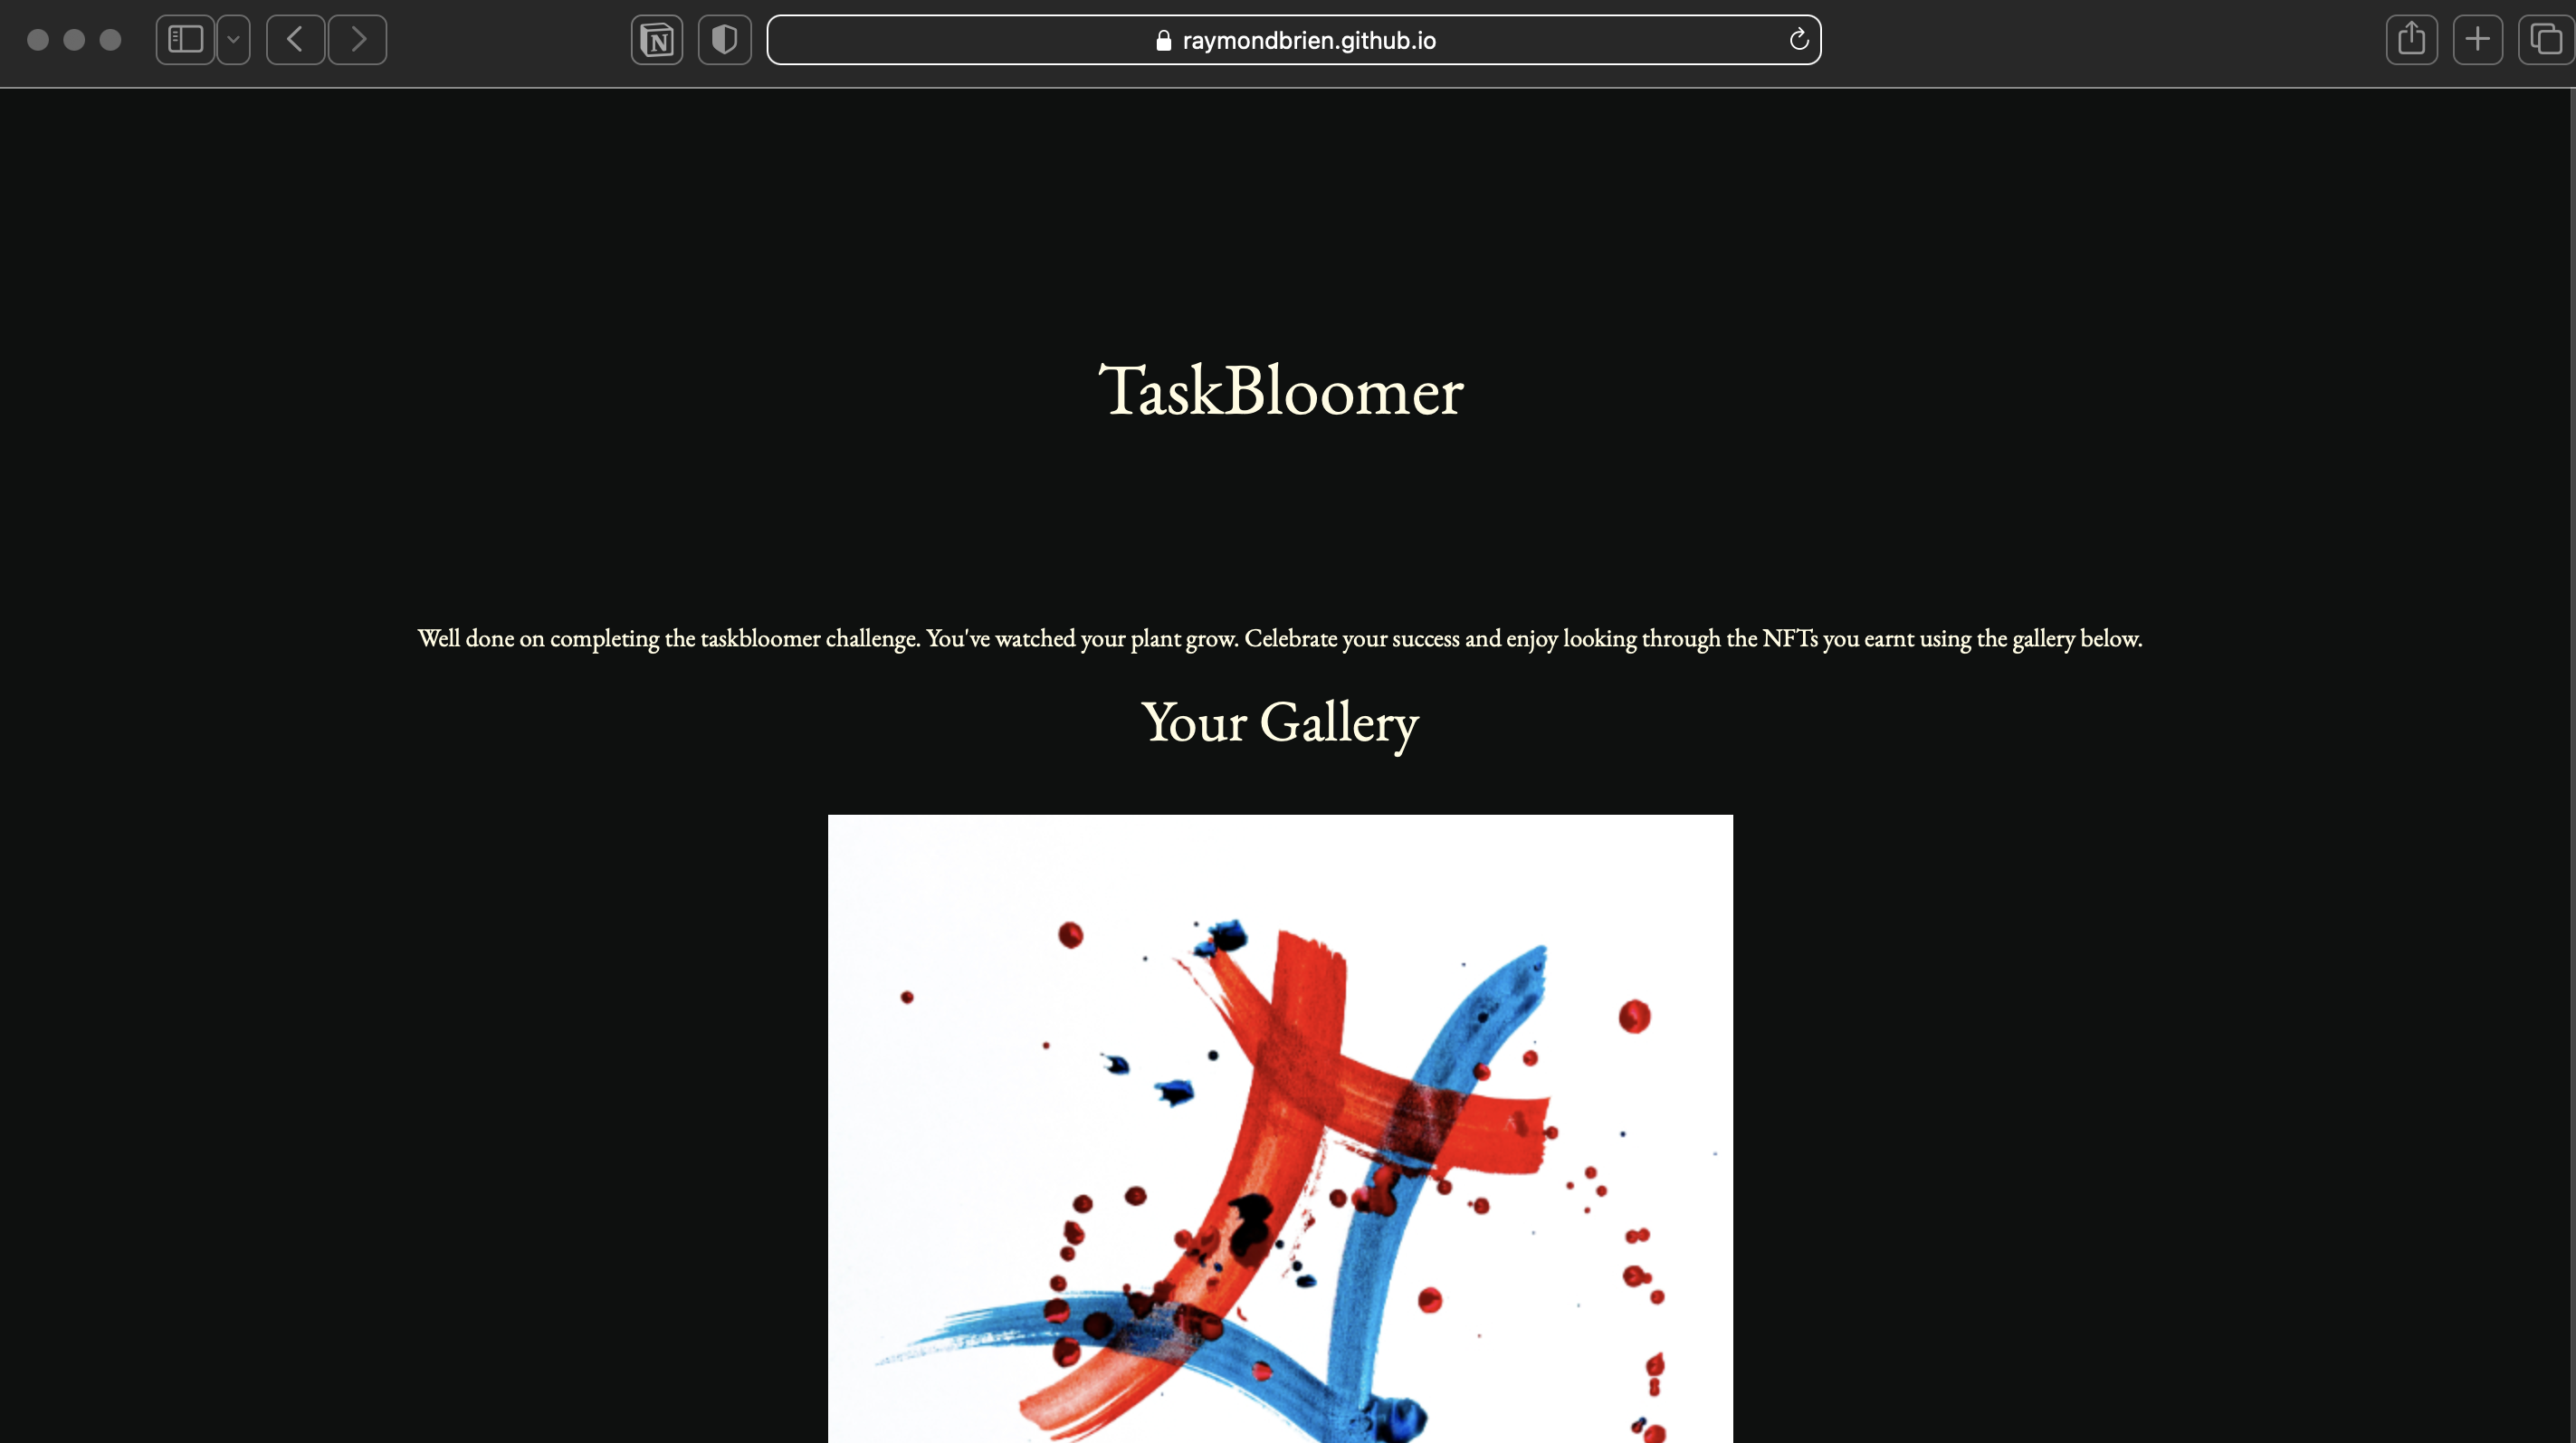 raymondbrien.github.io
TaskBloomer
Well done on completing the taskbloomer challenge. You've watched your plant grow. Celebrate your success and enjoy looking through the NFTs you earnt using the gallery below.
Your Gallery